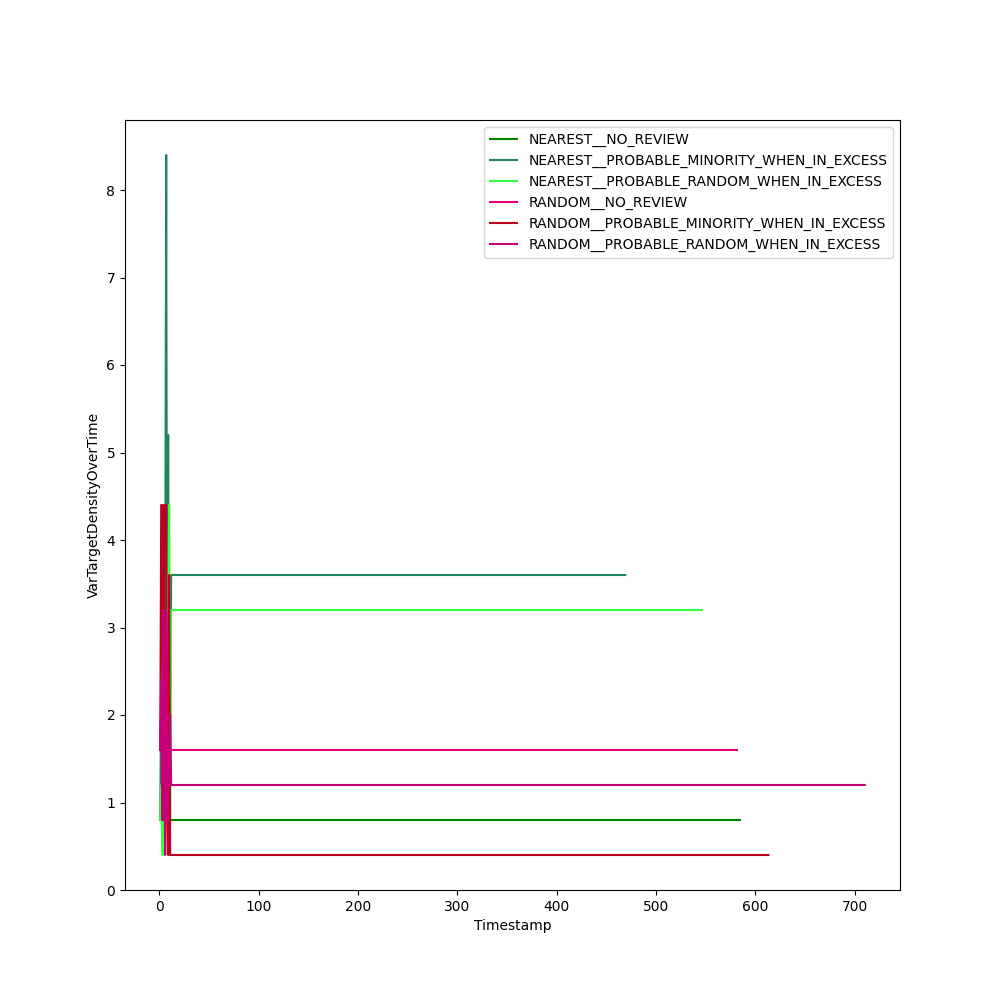 NEAREST__NO_REVIEW
NEAREST__PROBABLE_MINORITY_WHEN_IN_EXCESS
NEAREST__PROBABLE_RANDOM_WHEN_IN_EXCESS
RANDOM__NO_REVIEW
RANDOM__PROBABLE_MINORITY_WHEN_IN_EXCESS
RANDOM__PROBABLE_RANDOM_WHEN_IN_EXCESS
8
7
6
5
4
3
2
1
0
VarTargetDensityOverTime
0 100 200 300 400 500 600 700
Timestamp